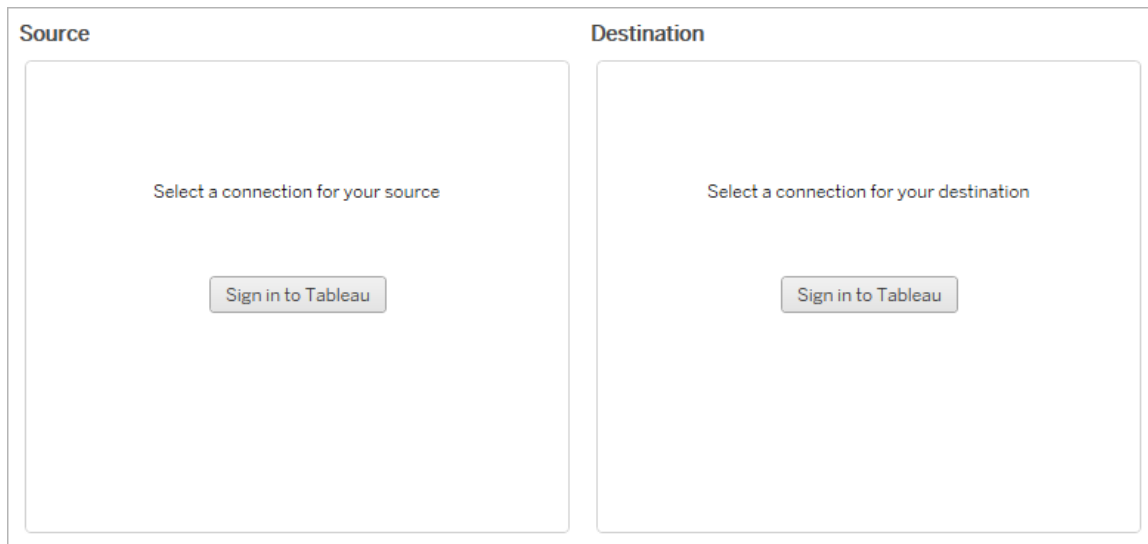 Source
Destination
Select a connection for your source
Select a connection for your destination
Sign in to Tableau
Sign in to Tableau